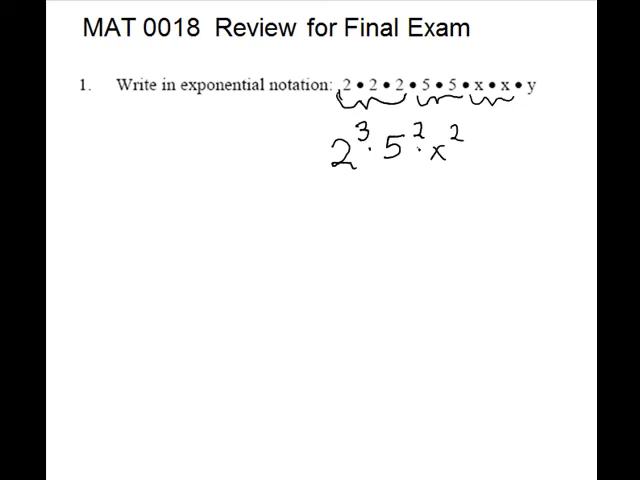 MAT 0018 Review for Final Exam
1. Write in exponential notation: 2 • 2 • 2 • 5 • 5 • x • x • y
2³ · 5² · x²